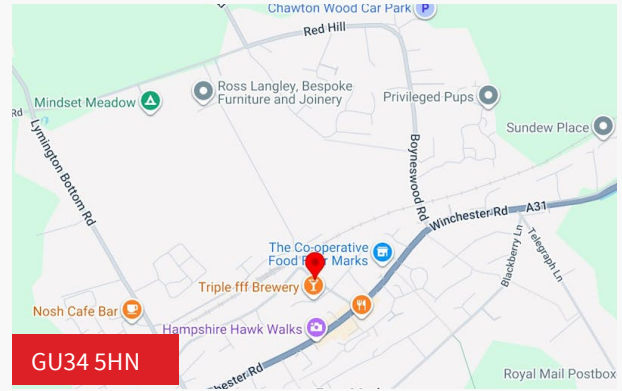 Chawton Wood Car Park
P
Red Hill
Ross Langley, Bespoke
Furniture and Joinery
Mindset Meadow
Privileged Pups
Rd
Sundew Place
Lymington Bottom Rd
Boyneswood Rd
Winchester Rd
A31
Blackberry Ln
Telegraph Ln
The Co-operative
Food Marks
Triple fff Brewery
Nosh Cafe Bar
Hampshire Hawk Walks
GU34 5HN
hester Rd
Royal Mail Postbox